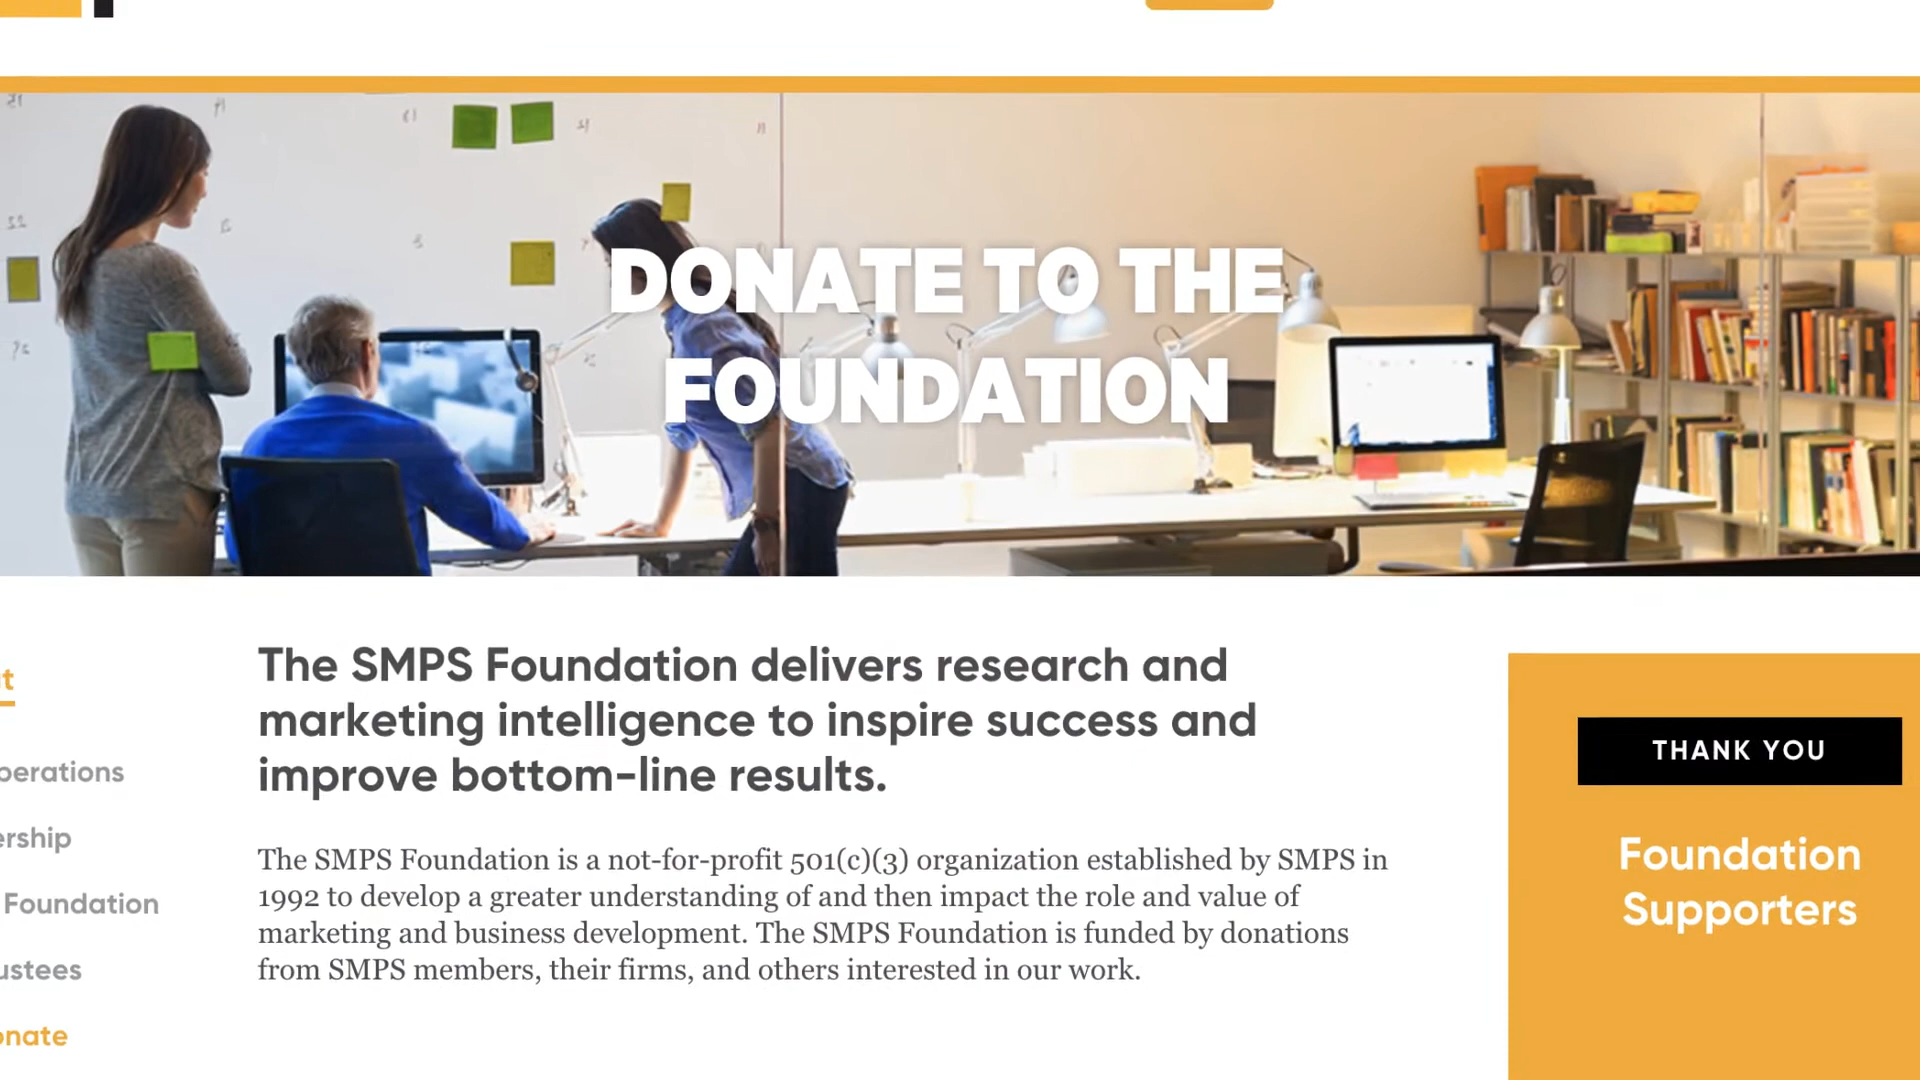 DONATE TO THE
FOUNDATION
The SMPS Foundation delivers research and
marketing intelligence to inspire success and
improve bottom-line results.
The SMPS Foundation is a not-for-profit 501(c)(3) organization established by SMPS in
1992 to develop a greater understanding of and then impact the role and value of
marketing and business development. The SMPS Foundation is funded by donations
from SMPS members, their firms, and others interested in our work.
t
perations
ership
Foundation
ustees
onate
THANK YOU
Foundation
Supporters